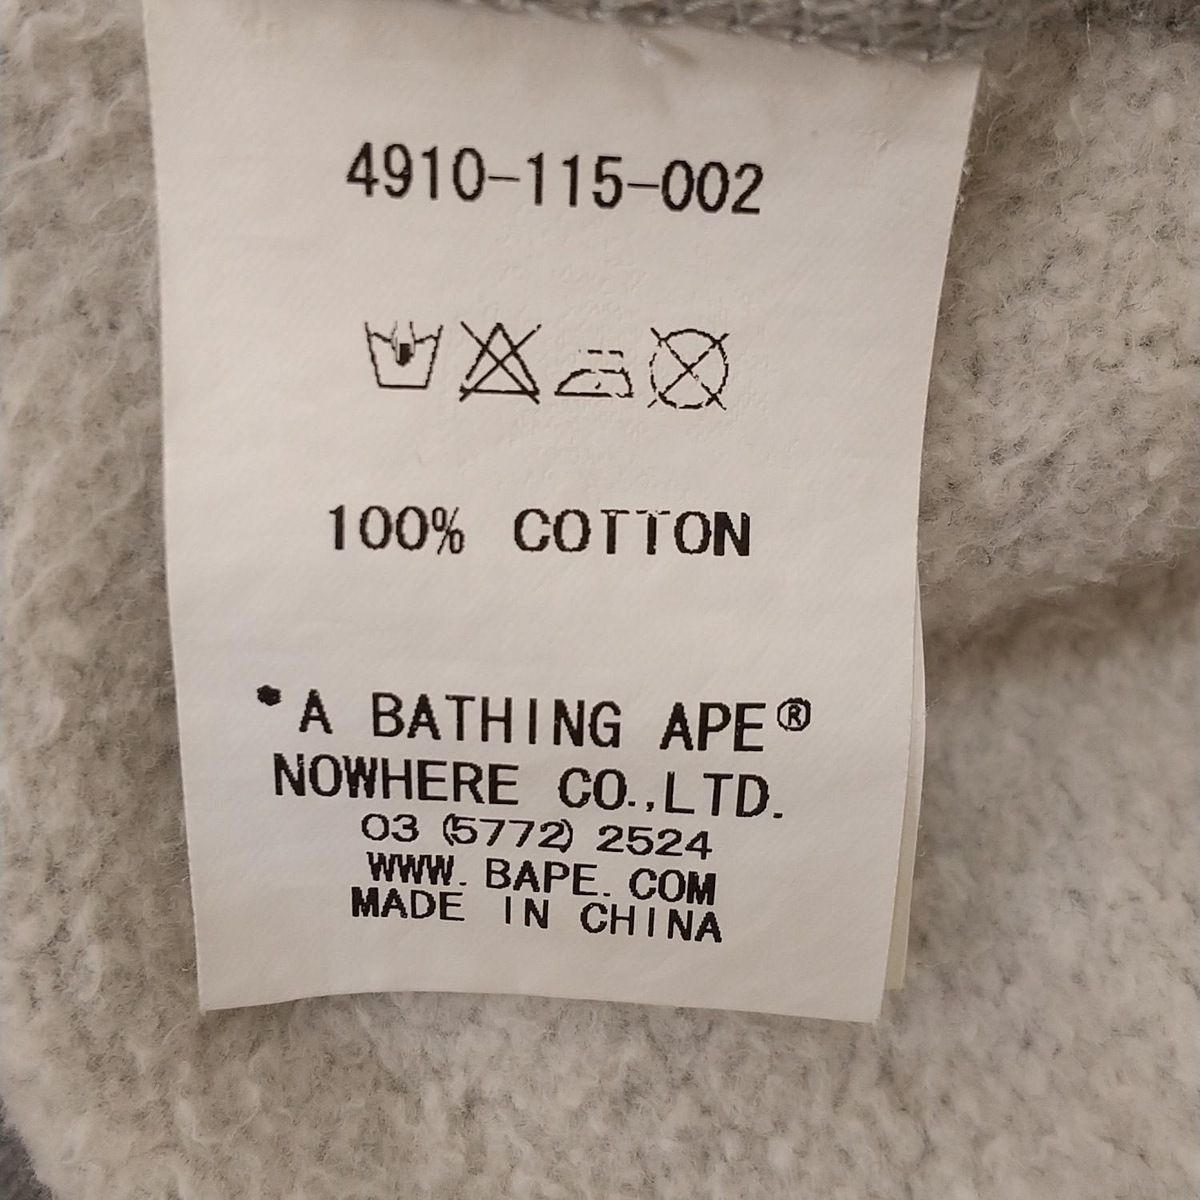 4910-115-002
100% COTTON
*A BATHING APE®
NOWHERE CO.,LTD.
03 (5772) 2524
WWW. BAPE. COM
MADE IN CHINA